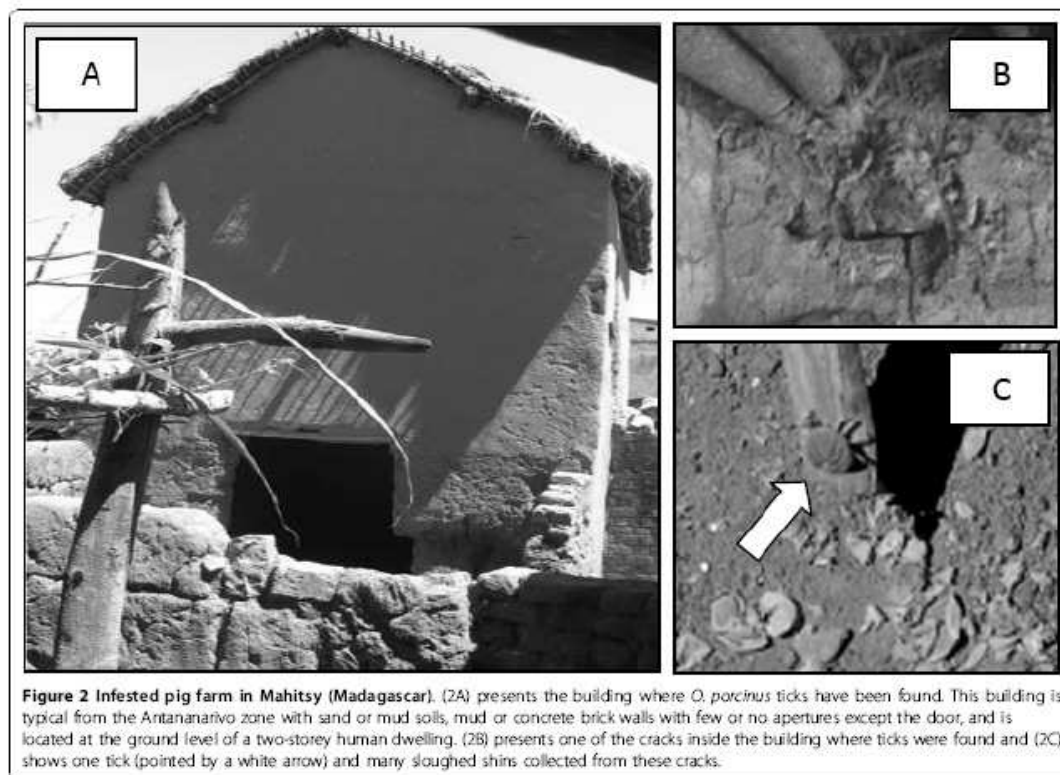 A
B
C
Figure 2 Infested pig farm in Mahitsy (Madagascar). (2A) presents the building where O. porcinus ticks have been found. This building is
typical from the Antananarivo zone with sand or mud soils, mud or concrete brick walls with few or no apertures except the door, and is
located at the ground level of a two-storey human dwelling. (2B) presents one of the cracks inside the building where ticks were found and (2C)
shows one tick (pointed by a white arrow) and many sloughed shins collected from these cracks.